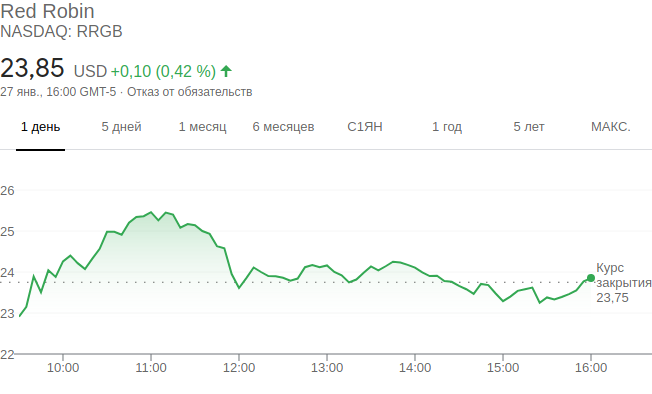 Red Robin
NASDAQ: RRGB
23,85 USD +0,10 (0,42 %)
27 янв., 16:00 GMT-5 · Отказ от обязательств
1 день 5 дней 1 месяц 6 месяцев С1ЯН 1 год 5 лет МАКС.
26
25
24
23
22
Курс
закрытия
23,75
10:00 11:00 12:00 13:00 14:00 15:00 16:00